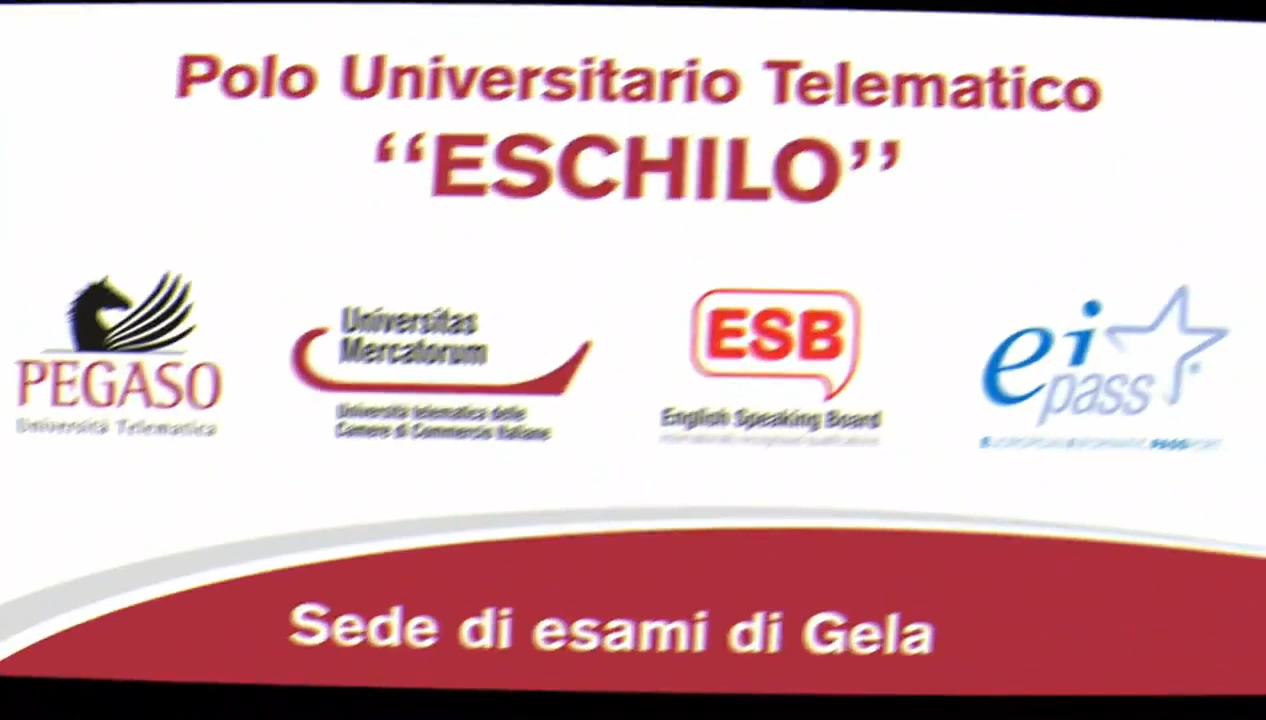 Polo Universitario Telematico
‘‘ESCHILO’’
PEGASO
Università Telematica
Universitas
Mercatorum
Università telematica delle
Camere di Commercio Italiane
ESB
English Speaking Board
ei
pass
Sede di esami di Gela